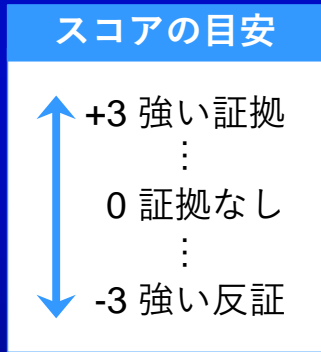 スコアの目安
+3 強い証拠
⋮
0 証拠なし
⋮
-3 強い反証